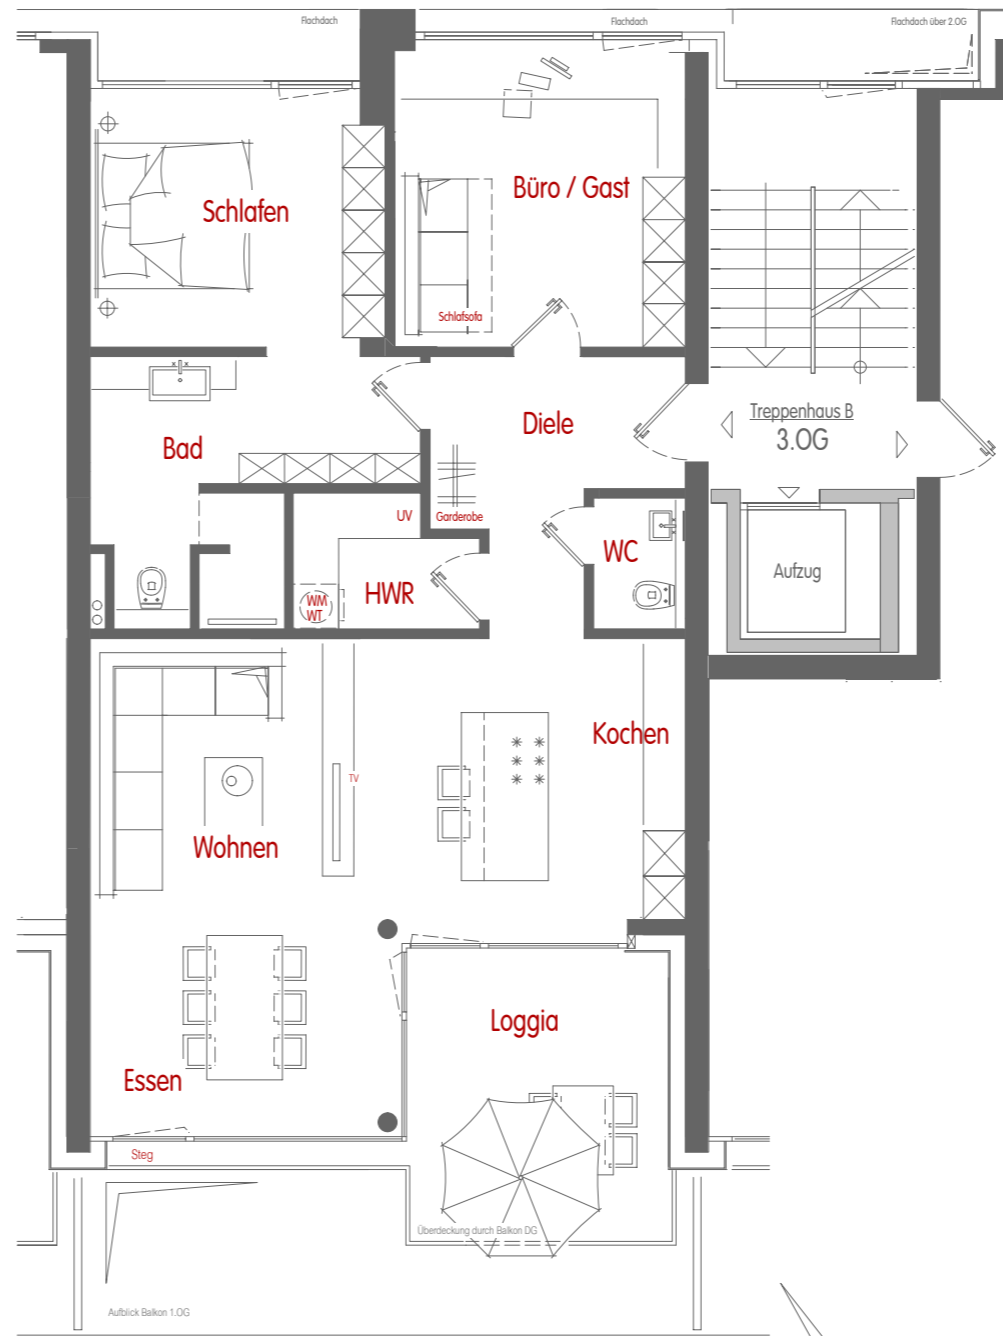 Flachdach
Flachdach
Flachdach über 2.OG
Schlafen
Büro / Gast
Schlafsofa
Treppenhaus B
3.OG
Diele
Bad
UV
Garderobe
WC
Aufzug
HWR
WM
WT
Kochen
TV
Wohnen
Loggia
Essen
Steg
Überdeckung durch Balkon DG
Aufblick Balkon 1.OG